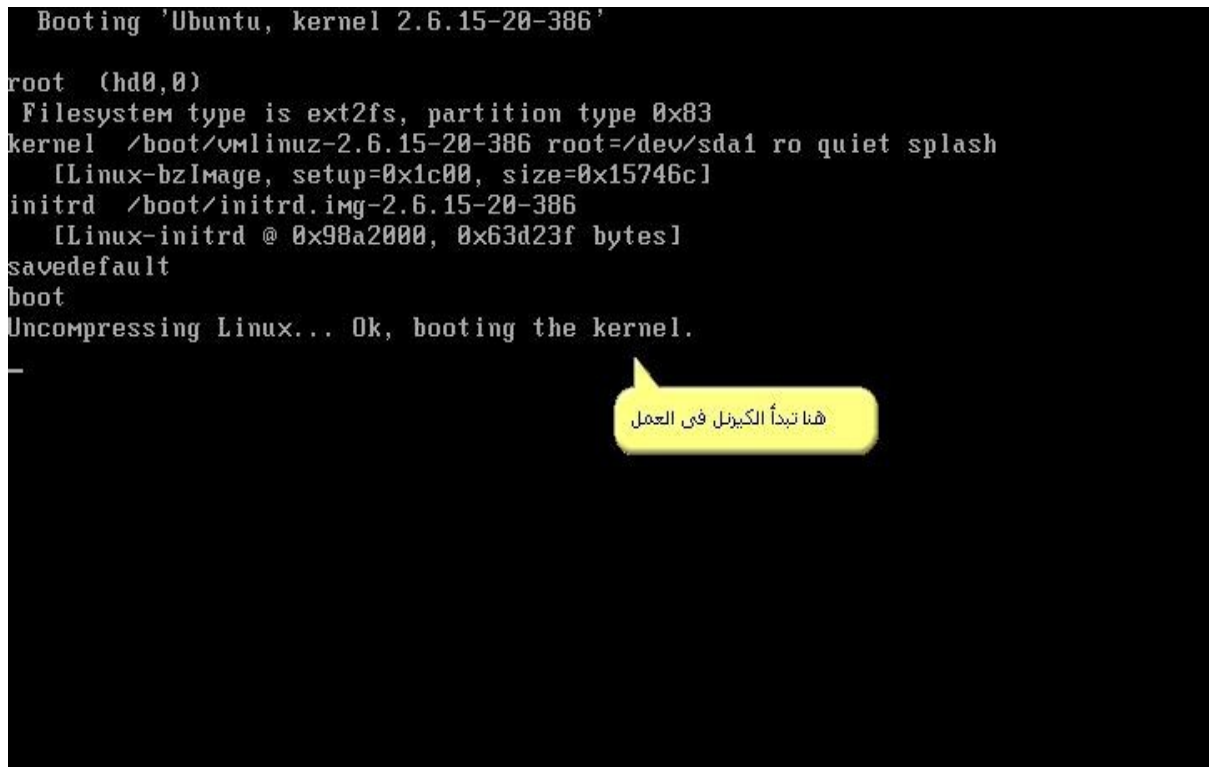 Booting 'Ubuntu, kernel 2.6.15-20-386'
root (hd0,0)
Filesystem type is ext2fs, partition type 0x83
kernel /boot/vmlinuz-2.6.15-20-386 root=/dev/sda1 ro quiet splash
[Linux-bzImage, setup=0x1c00, size=0x15746c]
initrd /boot/initrd.img-2.6.15-20-386
[Linux-initrd @ 0x98a2000, 0x63d23f bytes]
savedefault
boot
Uncompressing Linux... Ok, booting the kernel.
هنا تبدأ الكيرنل فى العمل